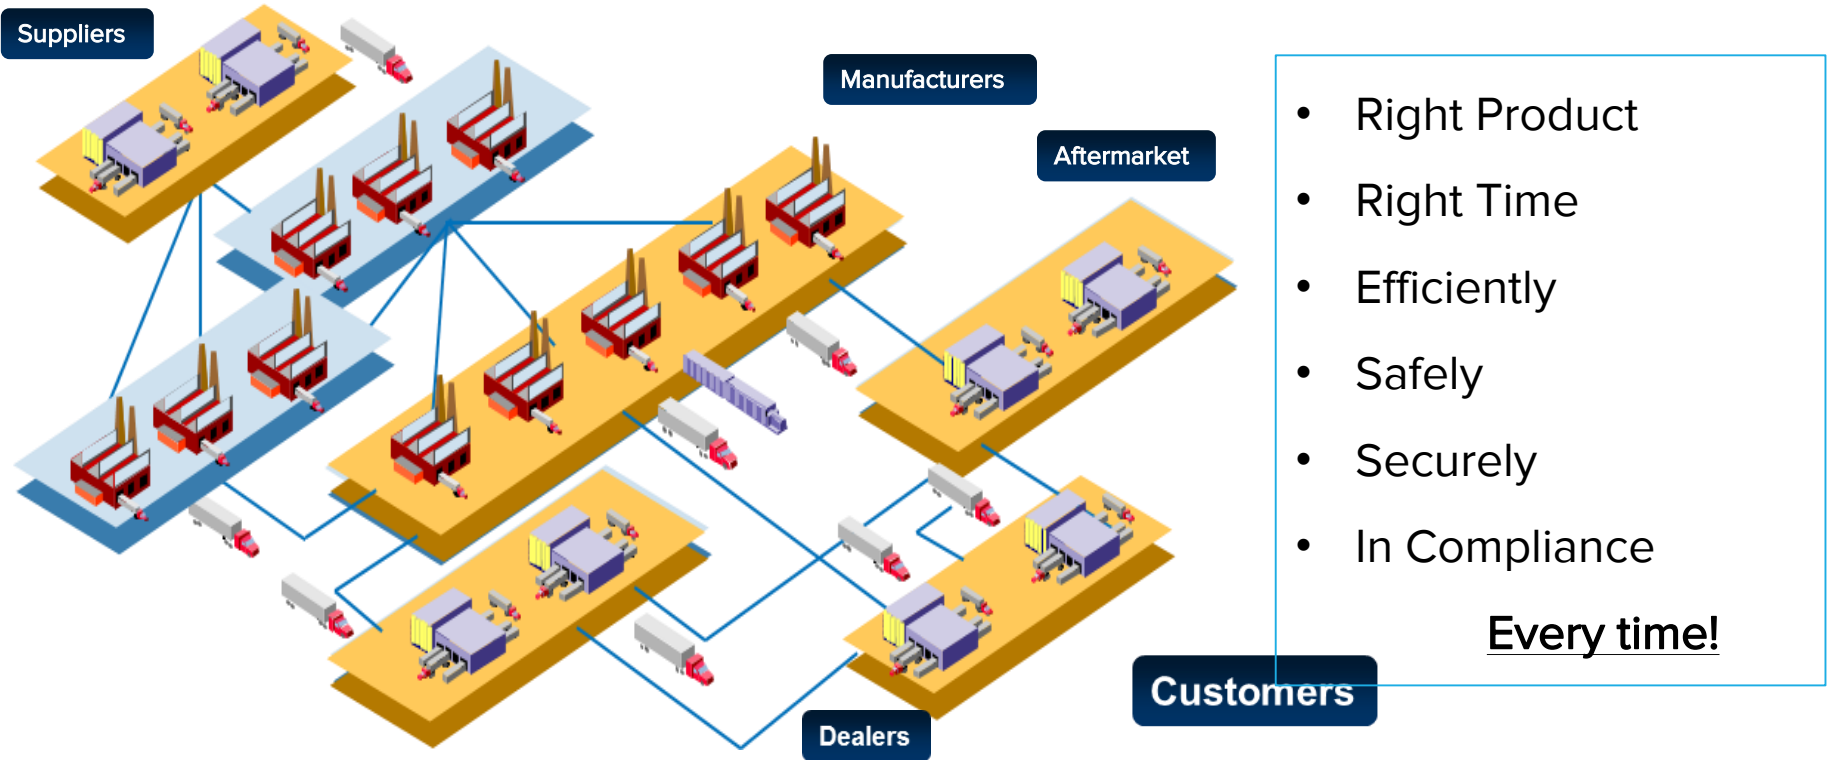 Suppliers
Manufacturers
Aftermarket
• Right Product
• Right Time
• Efficiently
• Safely
• Securely
• In Compliance
Every time!
Customers
Dealers